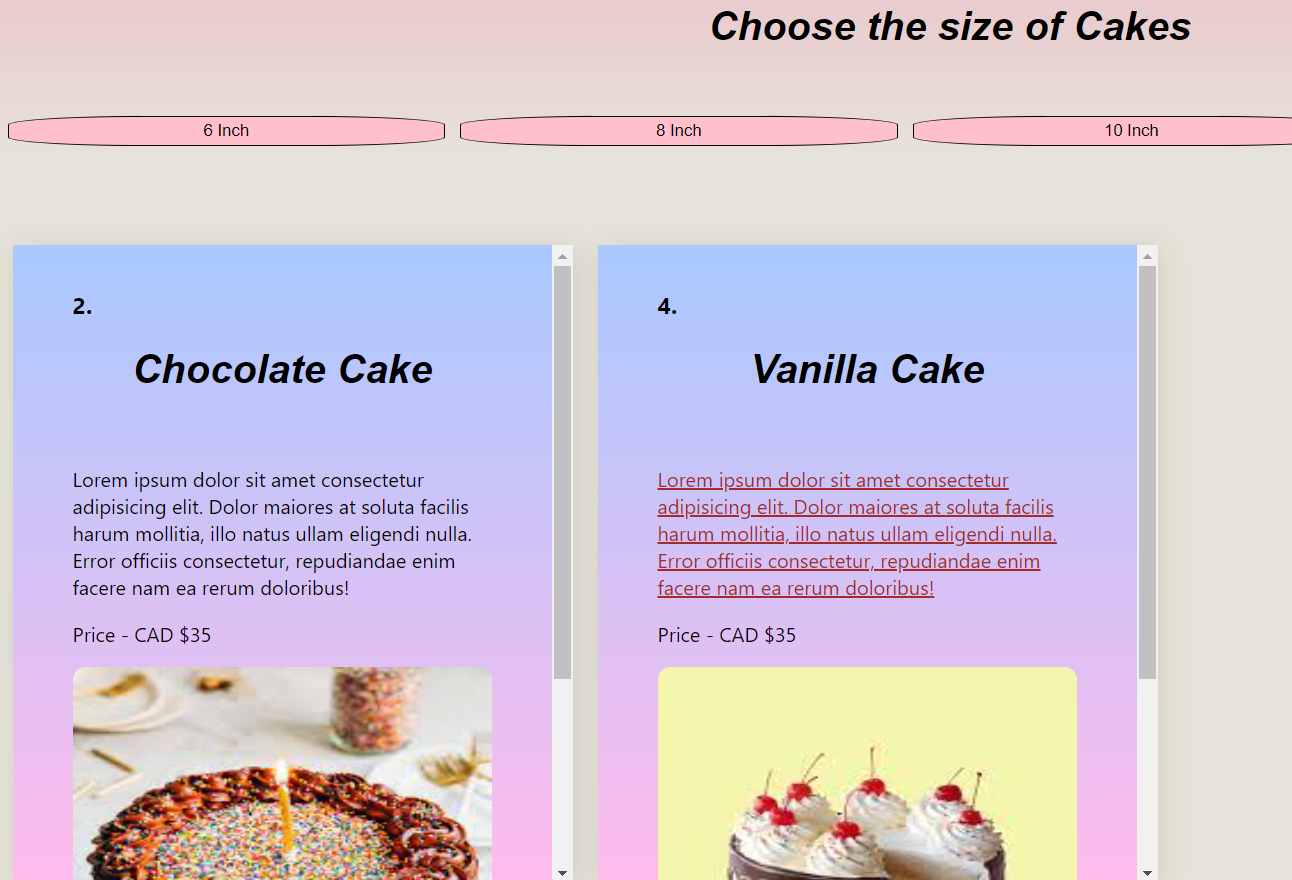 Choose the size of Cakes
6 Inch
8 Inch
10 Inch
2.
Chocolate Cake
Lorem ipsum dolor sit amet consectetur
adipisicing elit. Dolor maiores at soluta facilis
harum mollitia, illo natus ullam eligendi nulla.
Error officiis consectetur, repudiandae enim
facere nam ea rerum doloribus!
Price - CAD $35
4.
Vanilla Cake
Lorem ipsum dolor sit amet consectetur
adipisicing elit. Dolor maiores at soluta facilis
harum mollitia, illo natus ullam eligendi nulla.
Error officiis consectetur, repudiandae enim
facere nam ea rerum doloribus!
Price - CAD $35